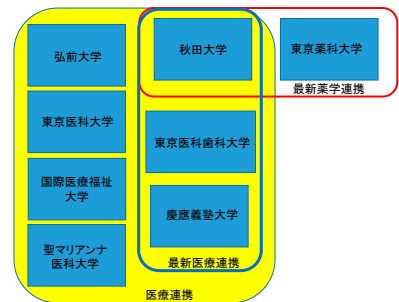 弘前大学
秋田大学
東京薬科大学
最新薬学連携
東京医科大学
東京医科歯科大学
国際医療福祉
大学
慶應義塾大学
聖マリアンナ
医科大学
最新医療連携
医療連携